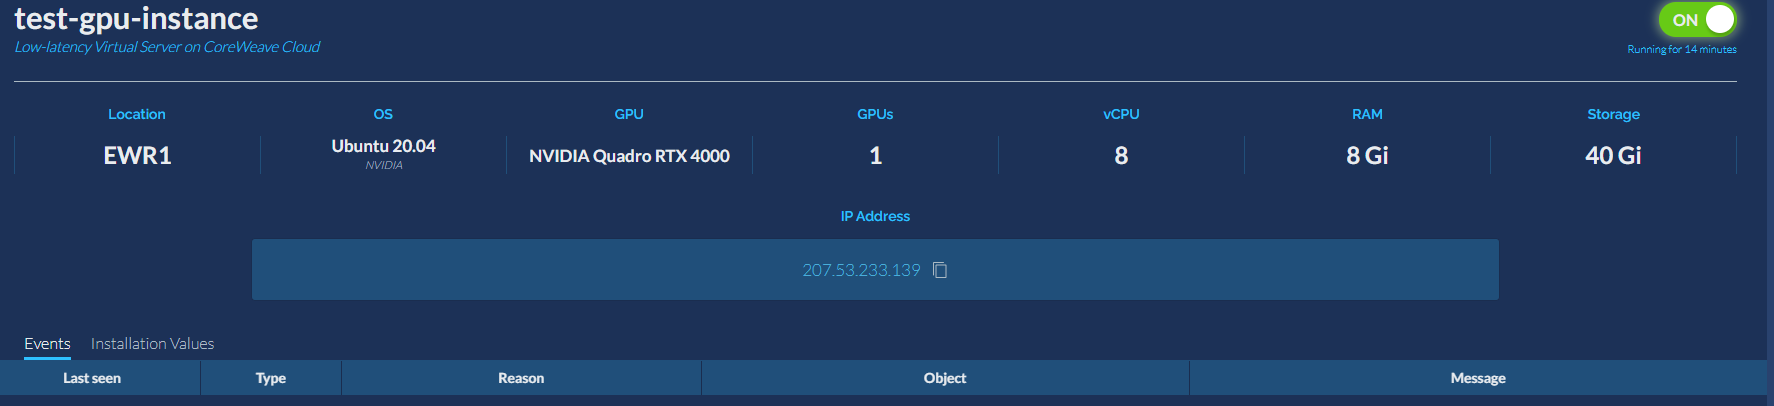 test-gpu-instance
ON
Low-latency Virtual Server on CoreWeave Cloud
Running for 14 minutes
Location OS GPU GPUs vCPU RAM Storage
EWR1 Ubuntu 20.04 NVIDIA Quadro RTX 4000 1 8 8 Gi 40 Gi
NVIDIA
IP Address
207.53.233.139
Events Installation Values
Last seen Type Reason Object Message